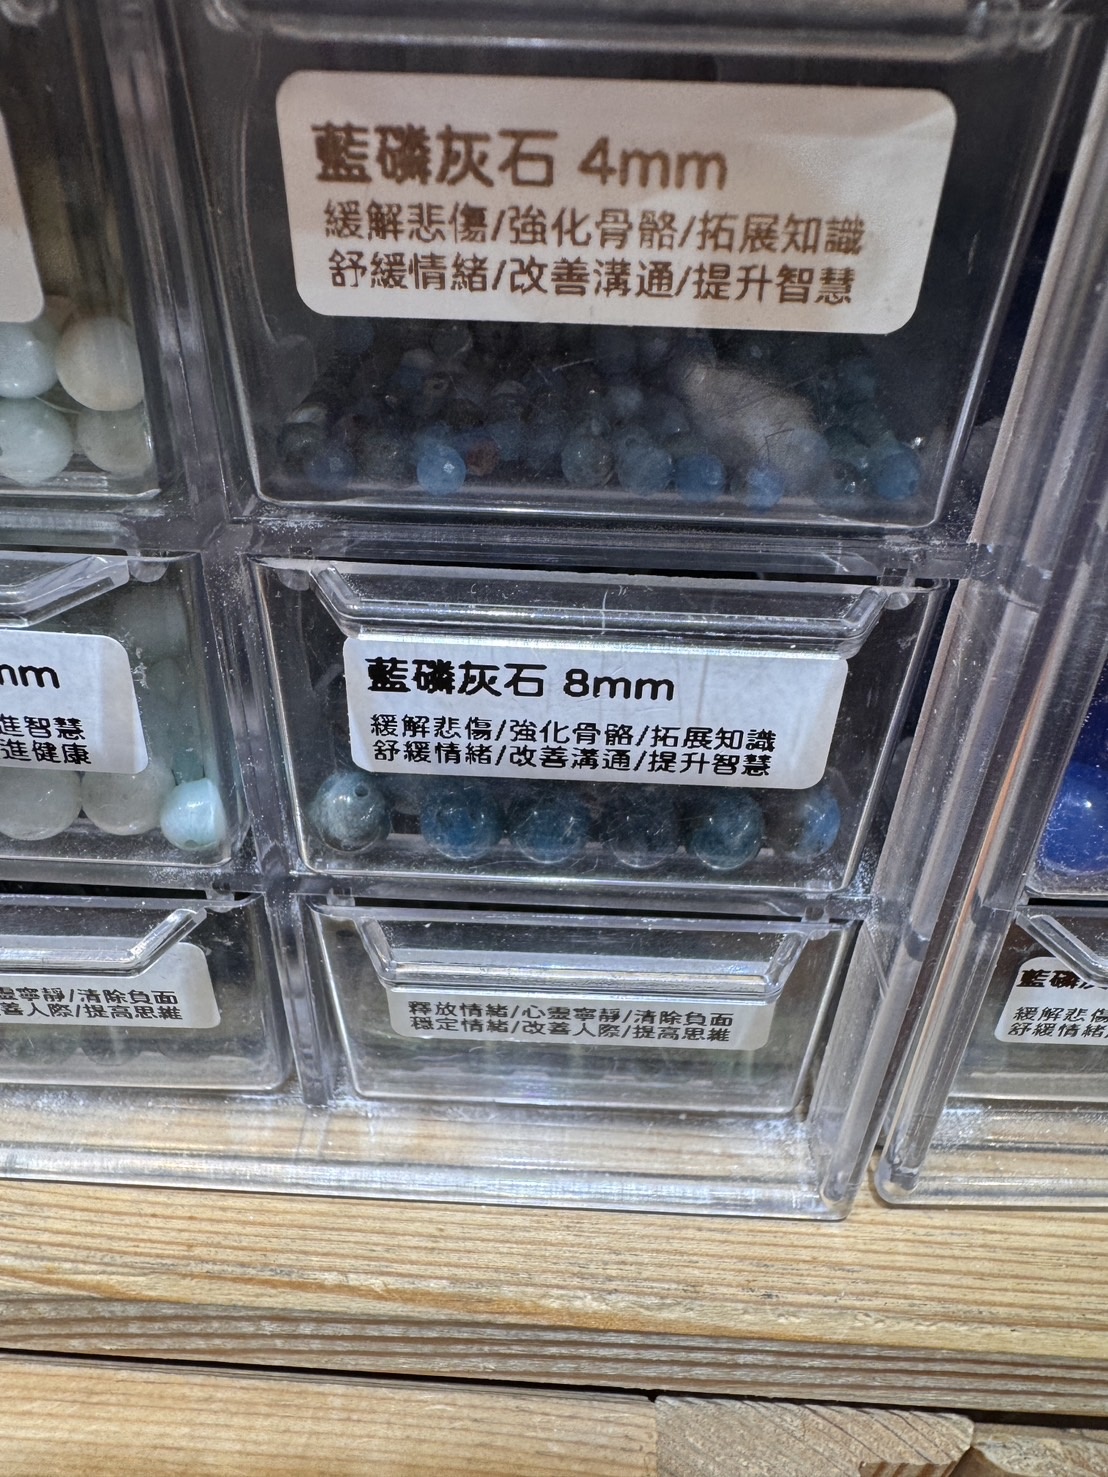 藍磷灰石 4mm
緩解悲傷/強化骨骼/拓展知識
舒緩情緒/改善溝通/提升智慧
mm
進智慧
進健康
藍磷灰石 8mm
緩解悲傷/強化骨骼/拓展知識
舒緩情緒/改善溝通/提升智慧
靈寧靜/清除負面
善人際/提高思維
釋放情緒/心靈寧靜/清除負面
穩定情緒/改善人際/提高思維
藍磷
緩解悲傷
舒緩情緒